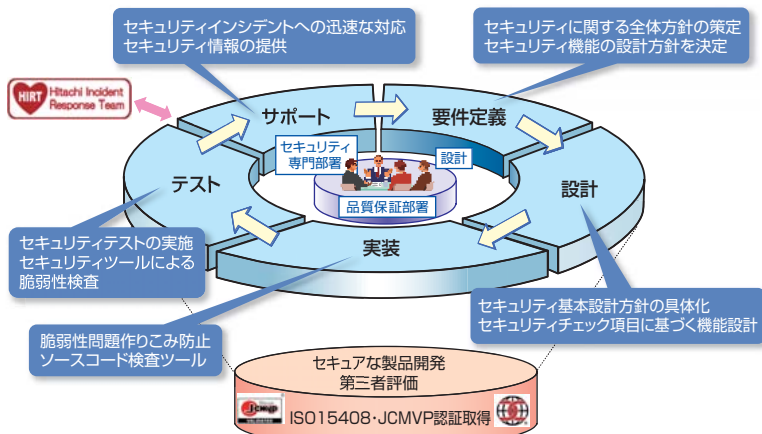 セキュリティインシデントへの迅速な対応
セキュリティ情報の提供
セキュリティに関する全体方針の策定
セキュリティ機能の設計方針を決定
HIRT
Hitachi Incident
Response Team
サポート
要件定義
セキュリティ
専門部署
設計
品質保証部署
テスト
設計
実装
セキュリティテストの実施
セキュリティツールによる
脆弱性検査
セキュリティ基本設計方針の具体化
セキュリティチェック項目に基づく機能設計
脆弱性問題作りこみ防止
ソースコード検査ツール
セキュアな製品開発
第三者評価
JCMVP
ISO15408・JCMVP認証取得